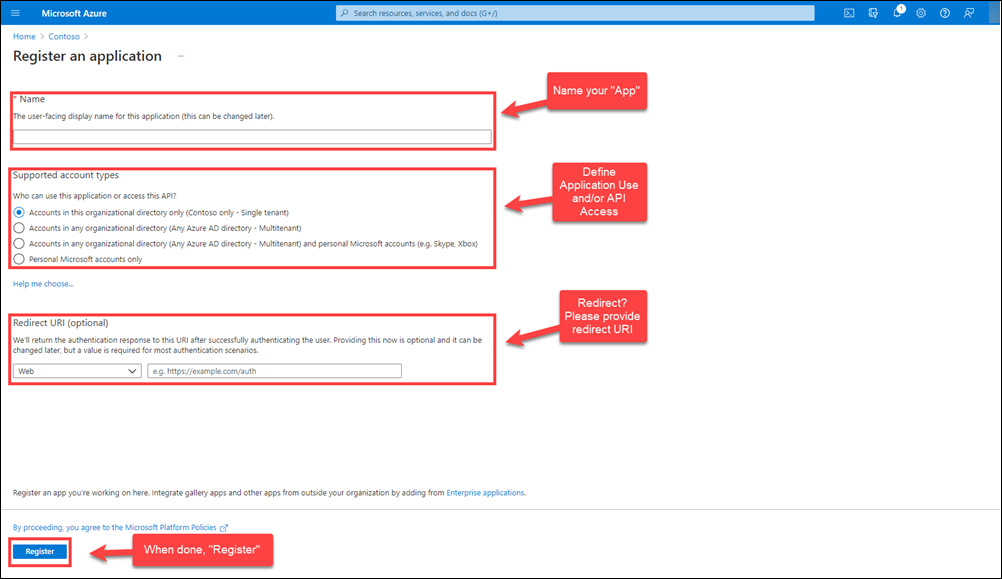 Microsoft Azure
Search resources, services, and docs (G+/)
1
Home > Contoso >
Register an application ...
Name your "App"
* Name
The user-facing display name for this application (this can be changed later).
Define
Application Use
and/or API
Access
Supported account types
Who can use this application or access this API?
Accounts in this organizational directory only (Contoso only - Single tenant)
Accounts in any organizational directory (Any Azure AD directory - Multitenant)
Accounts in any organizational directory (Any Azure AD directory - Multitenant) and personal Microsoft accounts (e.g. Skype, Xbox)
Personal Microsoft accounts only
Help me choose...
Redirect?
Please provide
redirect URI
Redirect URI (optional)
We'll return the authentication response to this URI after successfully authenticating the user. Providing this now is optional and it can be
changed later, but a value is required for most authentication scenarios.
Web
e.g. https://example.com/auth
Register an app you're working on here. Integrate gallery apps and other apps from outside your organization by adding from Enterprise applications.
By proceeding, you agree to the Microsoft Platform Policies
Register
When done, "Register"